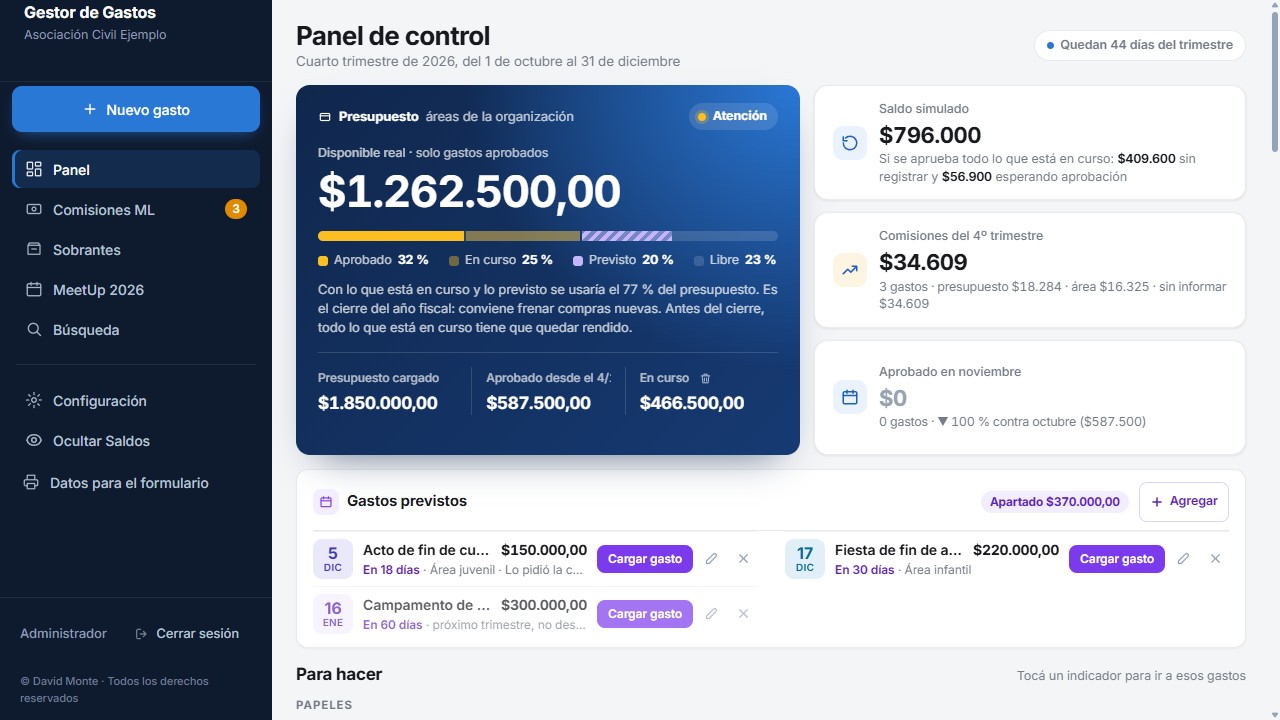 Gestor de Gastos
Asociación Civil Ejemplo
Nuevo gasto
Panel
Comisiones ML 3
Sobrantes
MeetUp 2026
Búsqueda
Configuración
Ocultar Saldos
Datos para el formulario
Administrador Cerrar sesión
© David Monte · Todos los derechos
reservados
Panel de control
Cuarto trimestre de 2026, del 1 de octubre al 31 de diciembre
Quedan 44 días del trimestre
Presupuesto áreas de la organización Atención
Disponible real · solo gastos aprobados
$1.262.500,00
Aprobado 32 % En curso 25 % Previsto 20 % Libre 23 %
Con lo que está en curso y lo previsto se usaría el 77 % del presupuesto. Es
el cierre del año fiscal: conviene frenar compras nuevas. Antes del cierre,
todo lo que está en curso tiene que quedar rendido.
Presupuesto cargado Aprobado desde el 4/ En curso
$1.850.000,00 $587.500,00 $466.500,00
Saldo simulado
$796.000
Si se aprueba todo lo que está en curso: $409.600 sin
registrar y $56.900 esperando aprobación
Comisiones del 4º trimestre
$34.609
3 gastos · presupuesto $18.284 · área $16.325 · sin informar
$34.609
Aprobado en noviembre
$0
0 gastos · ▼ 100 % contra octubre ($587.500)
Gastos previstos Apartado $370.000,00 Agregar
5 DIC Acto de fin de cu... $150.000,00 Cargar gasto
En 18 días · Área juvenil · Lo pidió la c...
17 DIC Fiesta de fin de a... $220.000,00 Cargar gasto
En 30 días · Área infantil
16 ENE Campamento de ... $300.000,00 Cargar gasto
En 60 días · próximo trimestre, no des...
Para hacer Tocá un indicador para ir a esos gastos
PAPELES